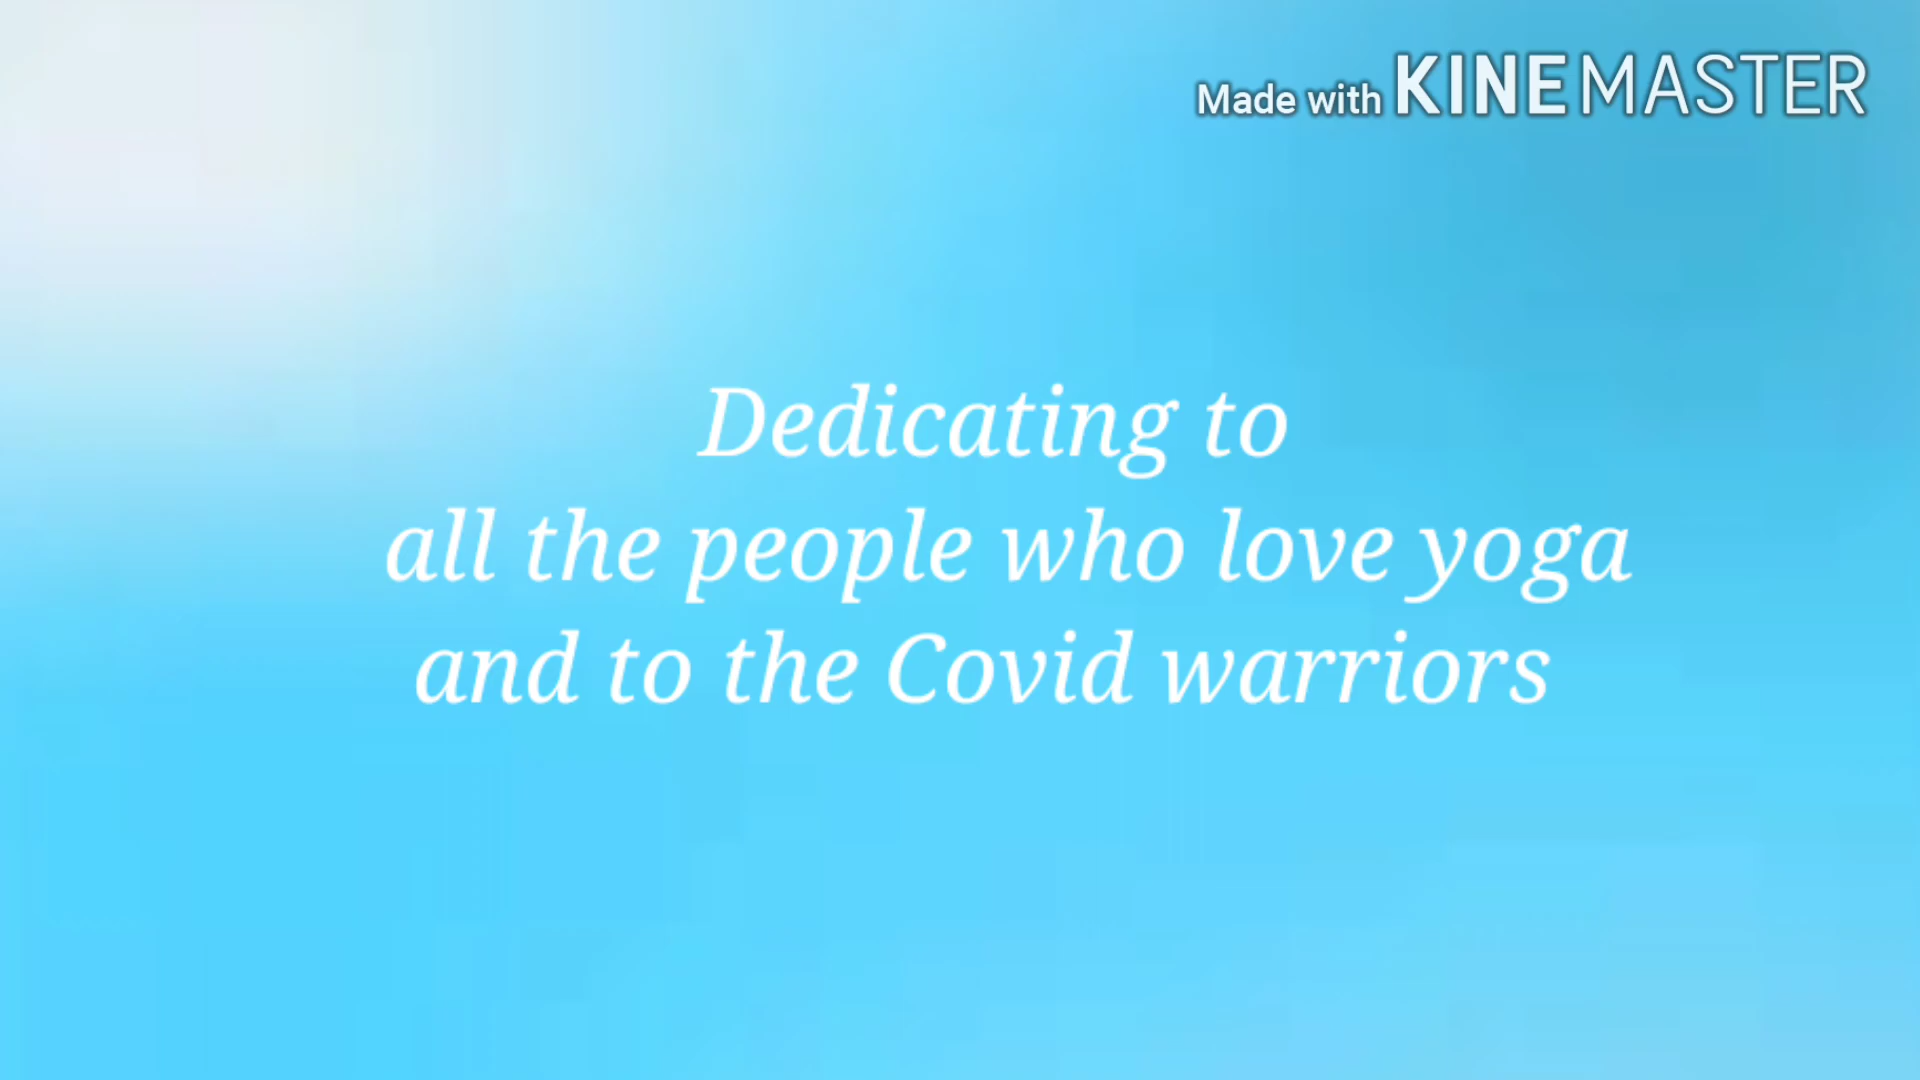 Made with KINEMASTER
Dedicating to
all the people who love yoga
and to the Covid warriors